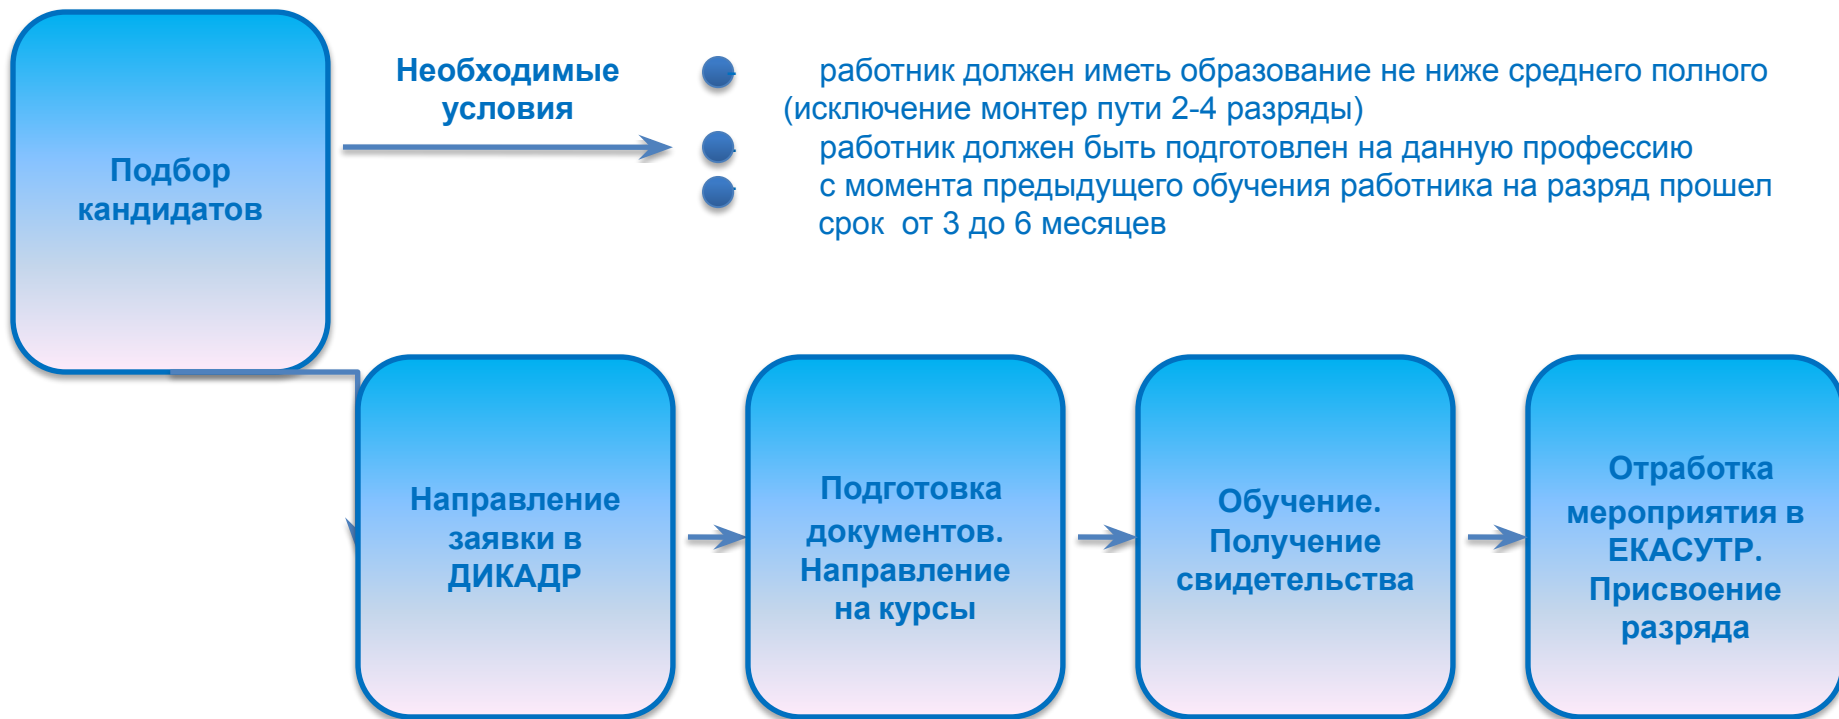 Подбор
кандидатов
Необходимые
условия
- работник должен иметь образование не ниже среднего полного
(исключение монтер пути 2-4 разряды)
- работник должен быть подготовлен на данную профессию
- с момента предыдущего обучения работника на разряд прошел
срок от 3 до 6 месяцев
Направление
заявки в
ДИКАДР
Подготовка
документов.
Направление
на курсы
Обучение.
Получение
свидетельства
Отработка
мероприятия в
ЕКАСУТР.
Присвоение
разряда